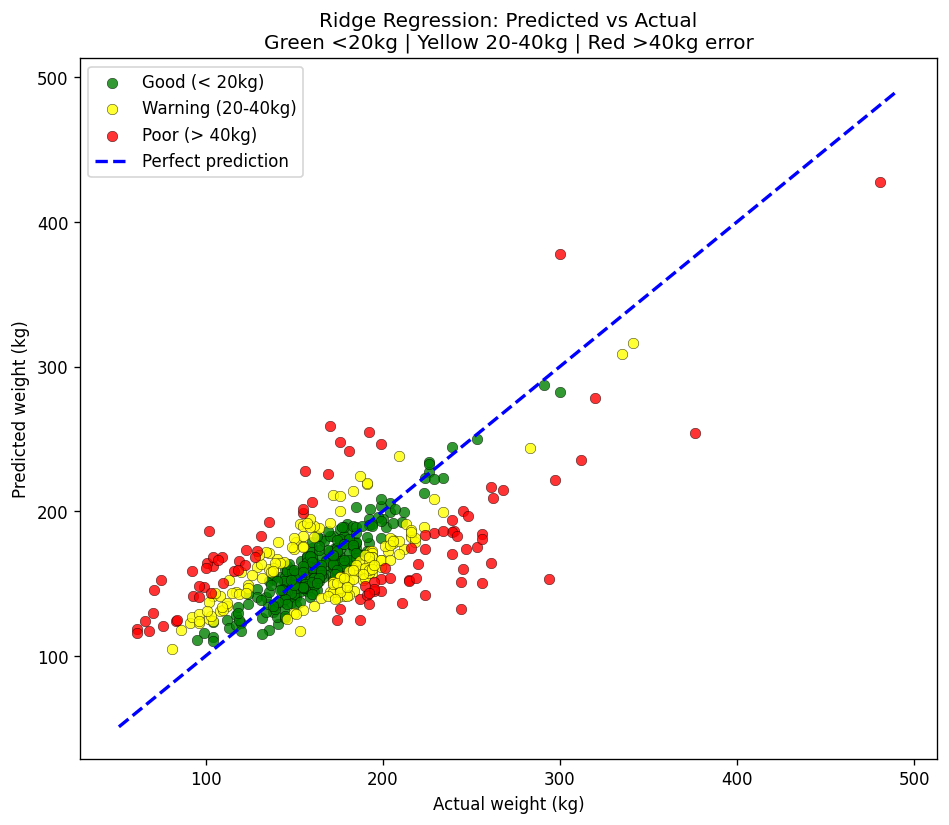 Ridge Regression: Predicted vs Actual
Green <20kg | Yellow 20-40kg | Red >40kg error
Good (< 20kg)
Warning (20-40kg)
Poor (> 40kg)
Perfect prediction
500
400
300
200
100
Predicted weight (kg)
100
200
300
400
500
Actual weight (kg)